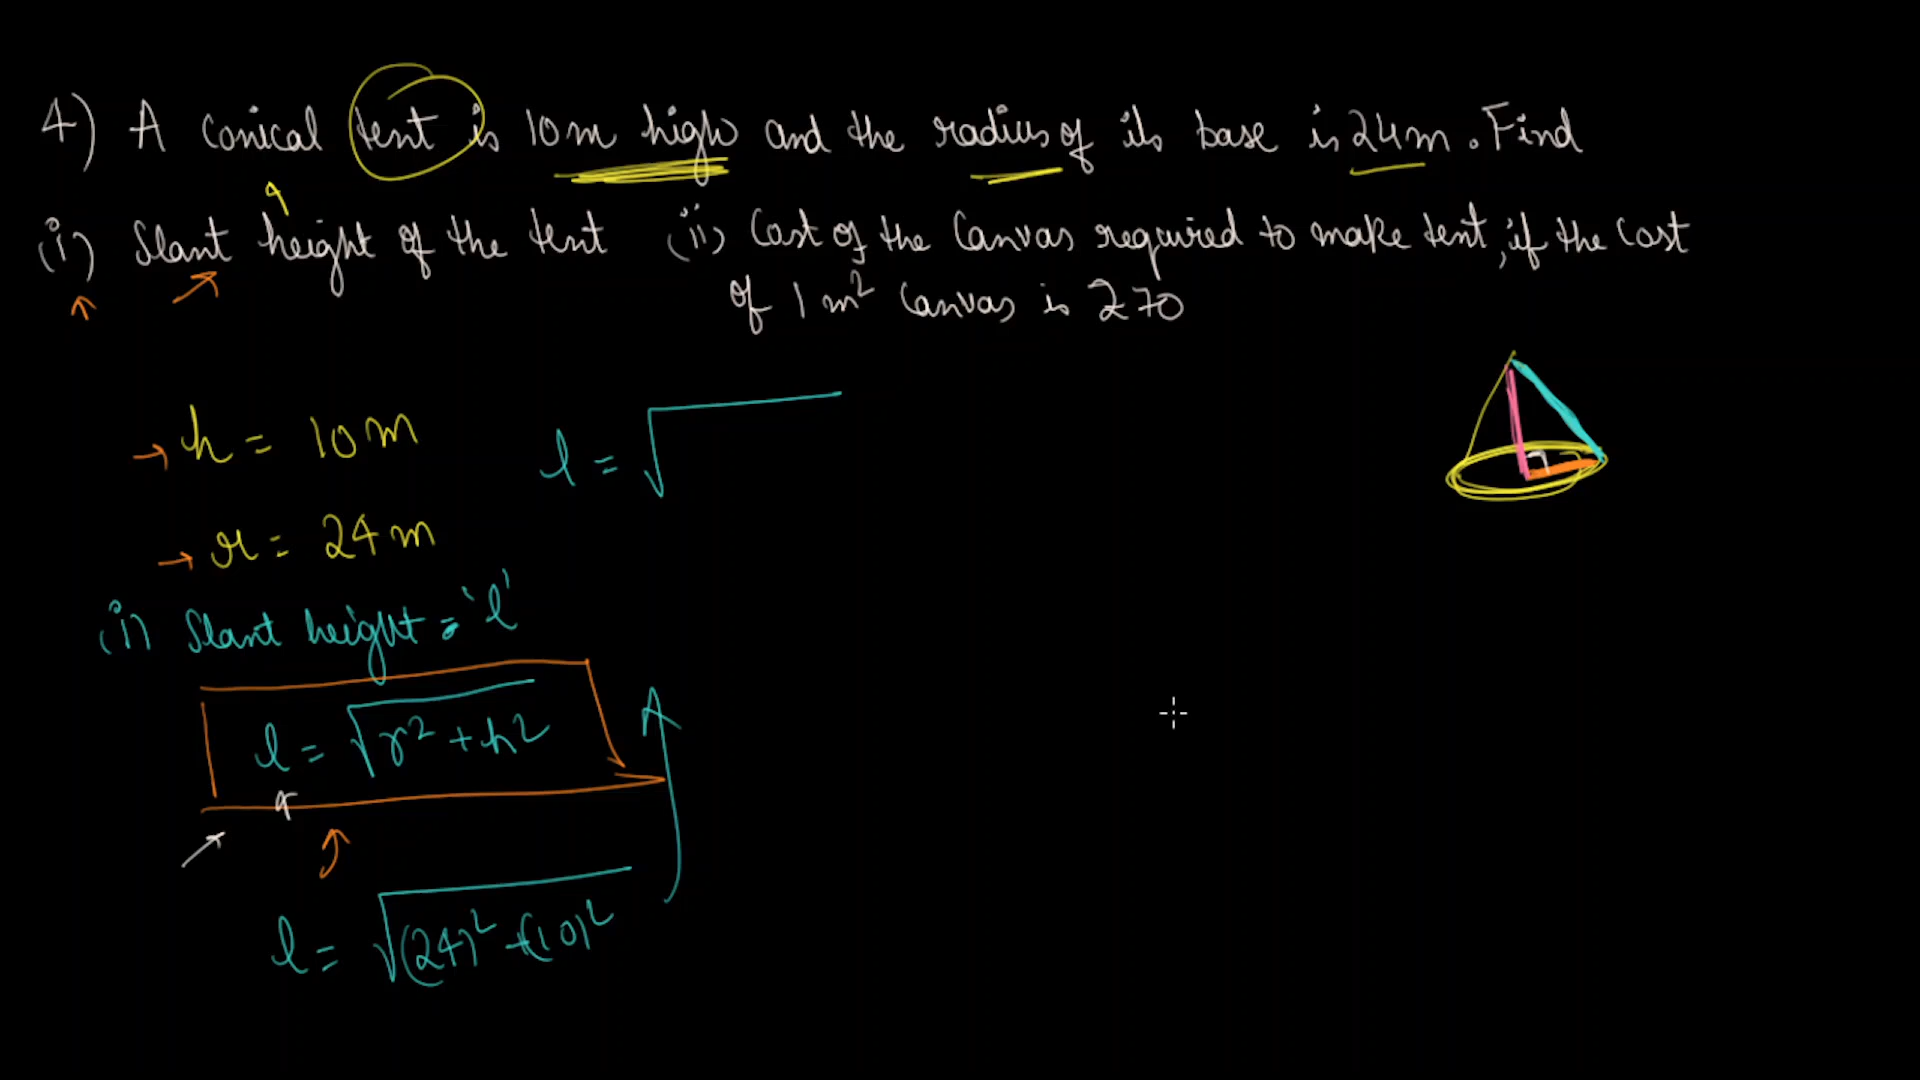 4) A conical tent is 10m high and the radius of its base is 24m. Find
(i) Slant height of the tent (ii) Cost of the Canvas required to make tent, if the cost
of 1 m² canvas is 270
h = 10m
l = √
r = 24m
(i) Slant height = 'l'
l = √r² + h²
l = √(24)² + (10)²